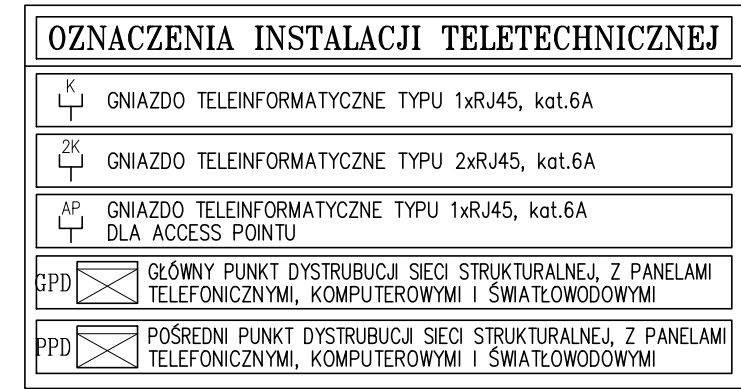 OZNACZENIA INSTALACJI TELETECHNICZNEJ
K GNIAZDO TELEINFORMATYCZNE TYPU 1xRJ45, kat.6A
2K GNIAZDO TELEINFORMATYCZNE TYPU 2xRJ45, kat.6A
AP GNIAZDO TELEINFORMATYCZNE TYPU 1xRJ45, kat.6A
DLA ACCESS POINTU
GPD GŁÓWNY PUNKT DYSTRUBUCJI SIECI STRUKTURALNEJ, Z PANELAMI
TELEFONICZNYMI, KOMPUTEROWYMI I ŚWIATŁOWODOWYMI
PPD POŚREDNI PUNKT DYSTRUBUCJI SIECI STRUKTURALNEJ, Z PANELAMI
TELEFONICZNYMI, KOMPUTEROWYMI I ŚWIATŁOWODOWYMI